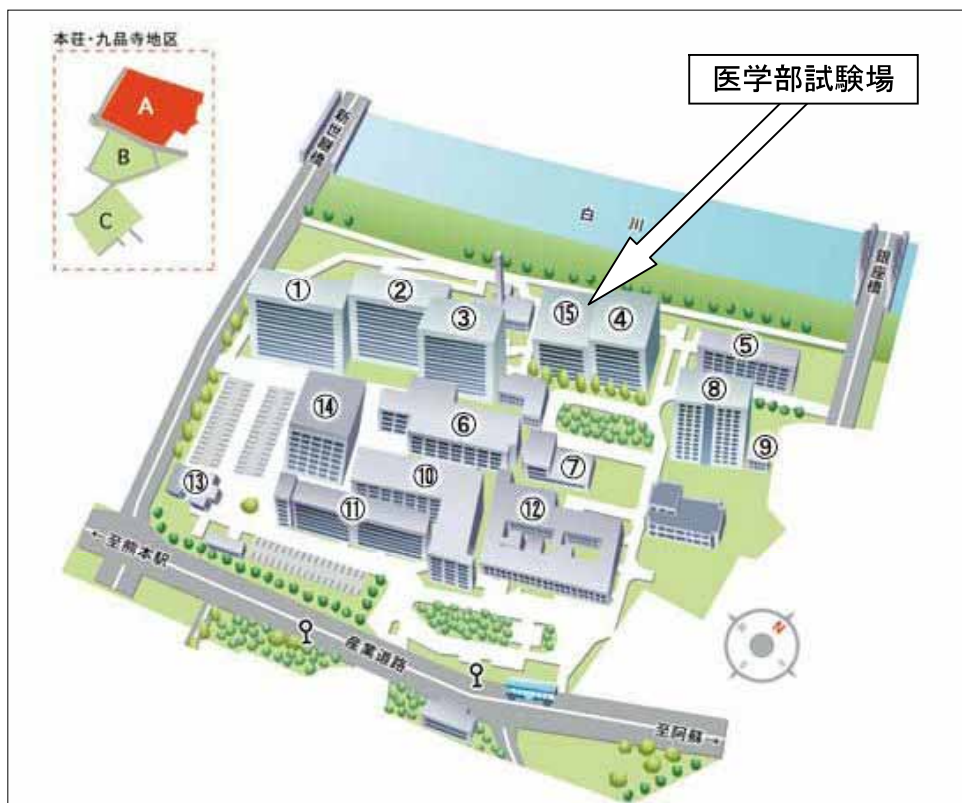 本荘・九品寺地区
A
B
C
医学部試験場
新世継橋
白川
銀座橋
①
②
③
⑮
④
⑤
⑧
⑭
⑥
⑨
⑦
⑬
⑩
⑪
⑫
←至熊本駅
産業道路
N
至阿蘇→